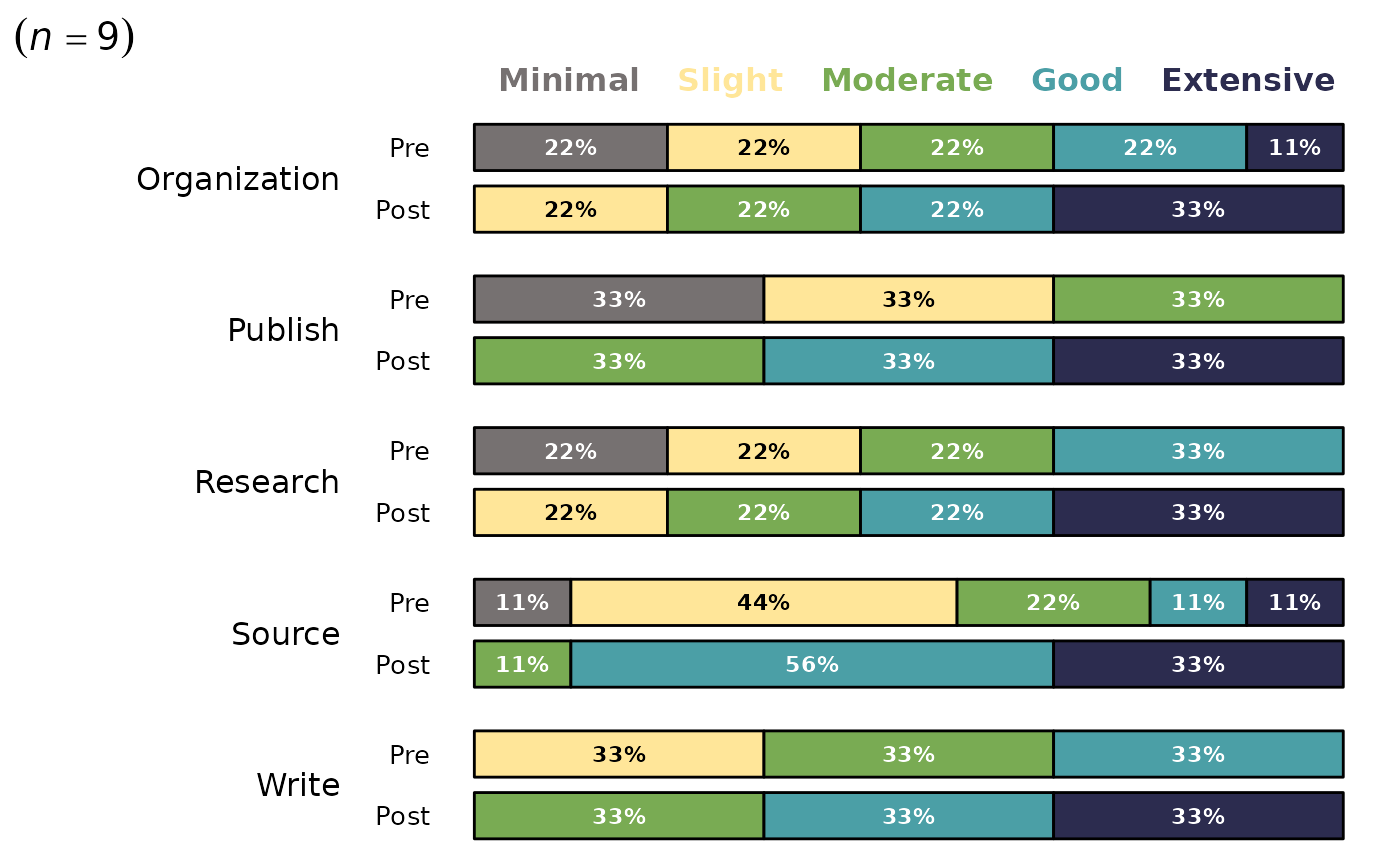 (n = 9)
Minimal Slight Moderate Good Extensive
Organization
Pre 22% 22% 22% 22% 11%
Post 22% 22% 22% 33%
Publish
Pre 33% 33% 33%
Post 33% 33% 33%
Research
Pre 22% 22% 22% 33%
Post 22% 22% 22% 33%
Source
Pre 11% 44% 22% 11% 11%
Post 11% 56% 33%
Write
Pre 33% 33% 33%
Post 33% 33% 33%